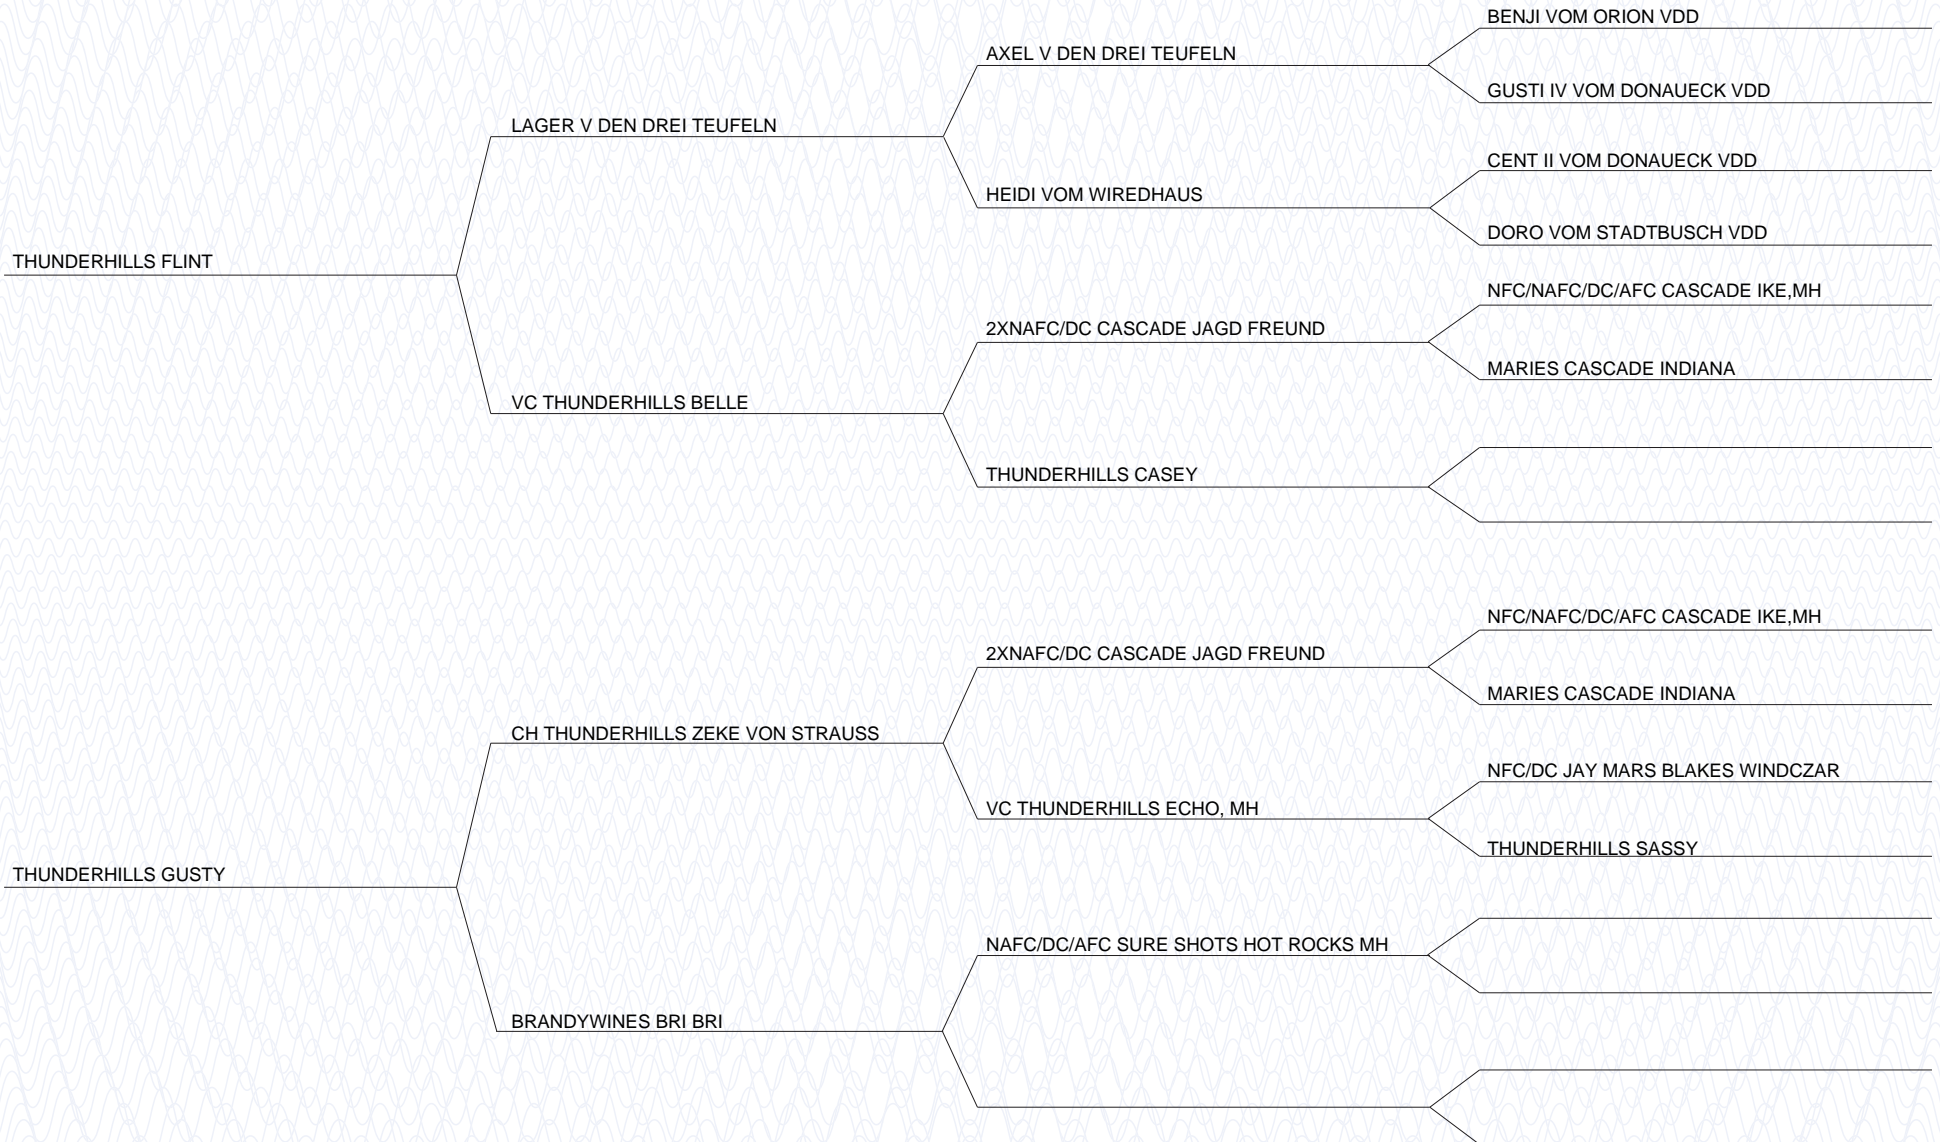 BENJI VOM ORION VDD
AXEL V DEN DREI TEUFELN
GUSTI IV VOM DONAUECK VDD
LAGER V DEN DREI TEUFELN
CENT II VOM DONAUECK VDD
HEIDI VOM WIREDHAUS
DORO VOM STADTBUSCH VDD
THUNDERHILLS FLINT
NFC/NAFC/DC/AFC CASCADE IKE,MH
2XNAFC/DC CASCADE JAGD FREUND
MARIES CASCADE INDIANA
VC THUNDERHILLS BELLE
THUNDERHILLS CASEY
NFC/NAFC/DC/AFC CASCADE IKE,MH
2XNAFC/DC CASCADE JAGD FREUND
MARIES CASCADE INDIANA
CH THUNDERHILLS ZEKE VON STRAUSS
NFC/DC JAY MARS BLAKES WINDCZAR
VC THUNDERHILLS ECHO, MH
THUNDERHILLS SASSY
THUNDERHILLS GUSTY
NAFC/DC/AFC SURE SHOTS HOT ROCKS MH
BRANDYWINES BRI BRI